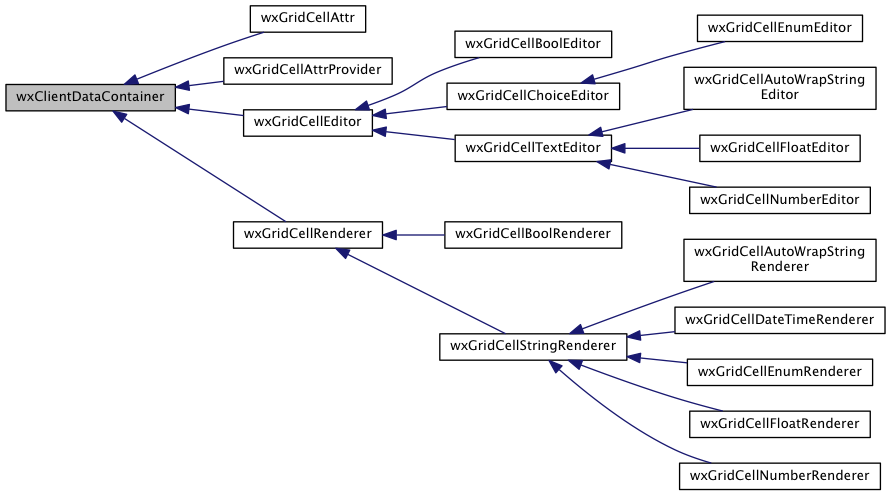 wxClientDataContainer
wxGridCellAttr
wxGridCellAttrProvider
wxGridCellEditor
wxGridCellRenderer
wxGridCellBoolEditor
wxGridCellChoiceEditor
wxGridCellTextEditor
wxGridCellBoolRenderer
wxGridCellStringRenderer
wxGridCellEnumEditor
wxGridCellAutoWrapString
Editor
wxGridCellFloatEditor
wxGridCellNumberEditor
wxGridCellAutoWrapString
Renderer
wxGridCellDateTimeRenderer
wxGridCellEnumRenderer
wxGridCellFloatRenderer
wxGridCellNumberRenderer